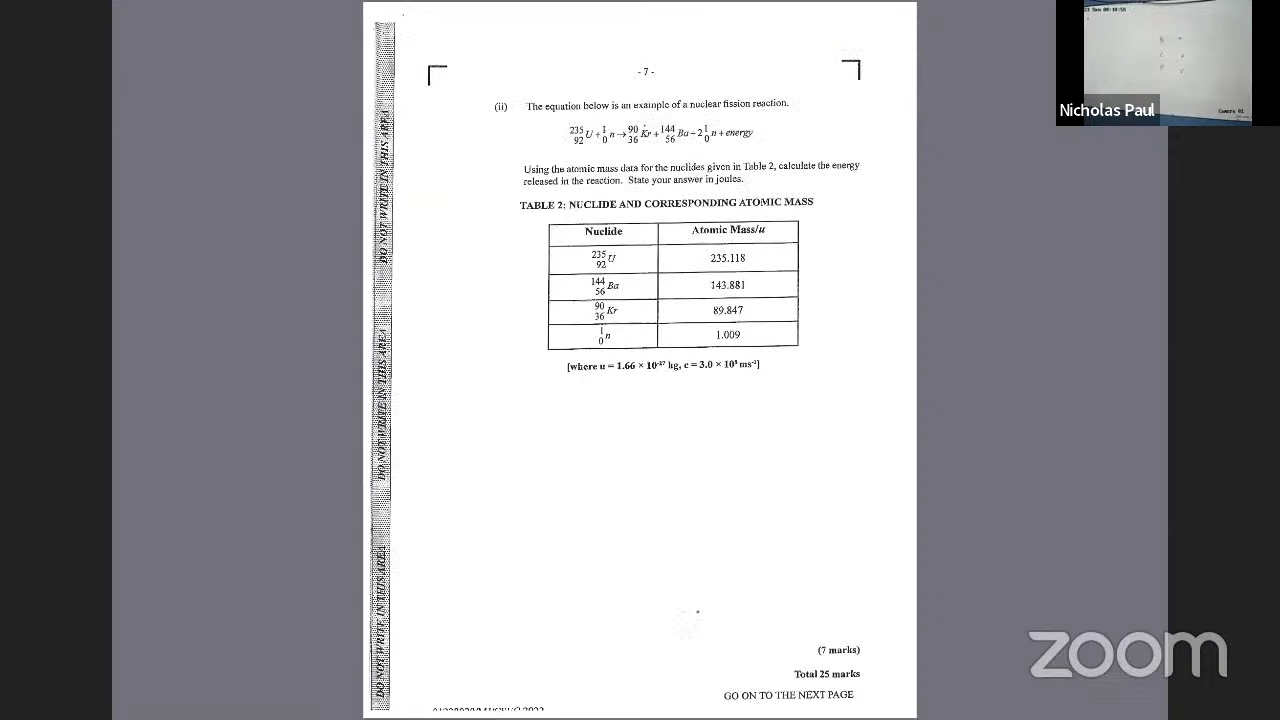 - 7 -
(ii) The equation below is an example of a nuclear fission reaction.
²³⁵₉₂U + ¹₀n → ⁹⁰₃₆Kr + ¹⁴⁴₅₆Ba + 2¹₀n + energy
Using the atomic mass data for the nuclides given in Table 2, calculate the energy
released in the reaction. State your answer in joules.
TABLE 2: NUCLIDE AND CORRESPONDING ATOMIC MASS
Nuclide Atomic Mass/u
²³⁵₉₂U 235.118
¹⁴⁴₅₆Ba 143.881
⁹⁰₃₆Kr 89.847
¹₀n 1.009
[where u = 1.66 × 10⁻²⁷ kg, c = 3.0 × 10⁸ ms⁻¹]
(7 marks)
Total 25 marks
GO ON TO THE NEXT PAGE
DO NOT WRITE IN THIS AREA
DO NOT WRITE IN THIS AREA
DO NOT WRITE IN THIS AREA
Nicholas Paul
Camera 01
zoom